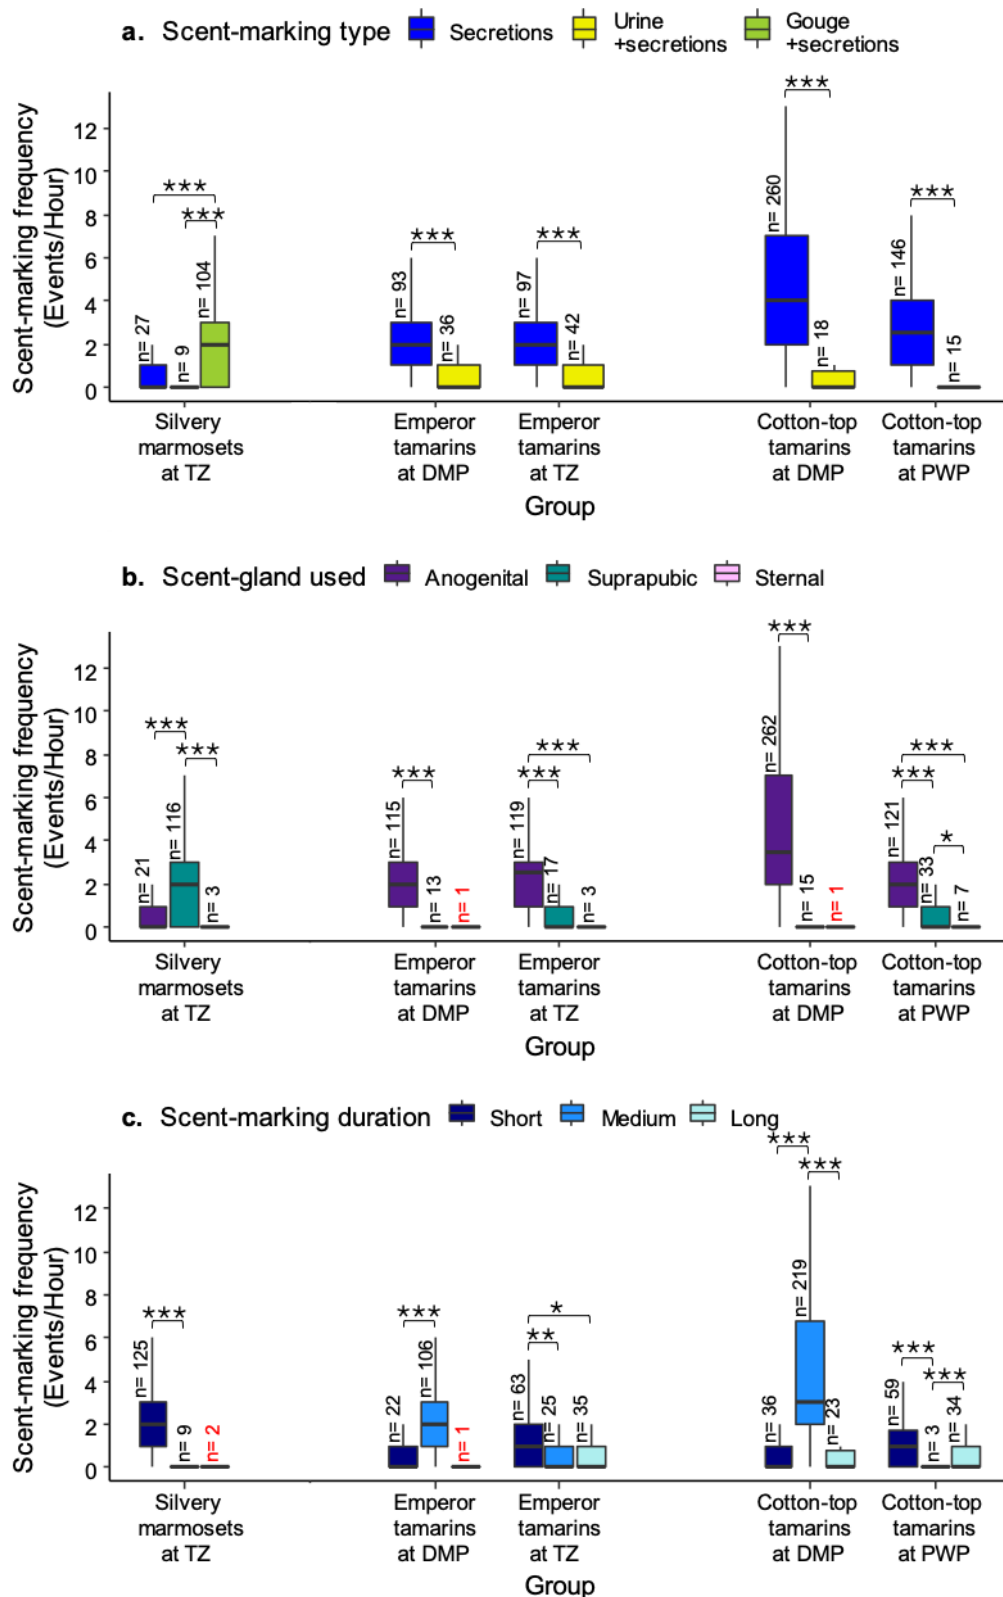 a. Scent-marking type Secretions Urine +secretions Gouge +secretions
Scent-marking frequency
(Events/Hour)
12
10
8
6
4
2
0
***
***
n= 27
n= 9
n= 104
***
n= 93
n= 36
***
n= 97
n= 42
***
n= 260
n= 18
***
n= 146
n= 15
Silvery
marmosets
at TZ
Emperor
tamarins
at DMP
Emperor
tamarins
at TZ
Cotton-top
tamarins
at DMP
Cotton-top
tamarins
at PWP
Group
b. Scent-gland used Anogenital Suprapubic Sternal
Scent-marking frequency
(Events/Hour)
12
10
8
6
4
2
0
***
***
n= 21
n= 116
n= 3
***
n= 115
n= 13
n= 1
***
***
n= 119
n= 17
n= 3
***
n= 262
n= 15
n= 1
***
***
*
n= 121
n= 33
n= 7
Silvery
marmosets
at TZ
Emperor
tamarins
at DMP
Emperor
tamarins
at TZ
Cotton-top
tamarins
at DMP
Cotton-top
tamarins
at PWP
Group
c. Scent-marking duration Short Medium Long
Scent-marking frequency
(Events/Hour)
12
10
8
6
4
2
0
***
n= 125
n= 9
n= 2
***
n= 22
n= 106
n= 1
*
**
n= 63
n= 25
n= 35
***
***
n= 36
n= 219
n= 23
***
***
n= 59
n= 3
n= 34
Silvery
marmosets
at TZ
Emperor
tamarins
at DMP
Emperor
tamarins
at TZ
Cotton-top
tamarins
at DMP
Cotton-top
tamarins
at PWP
Group